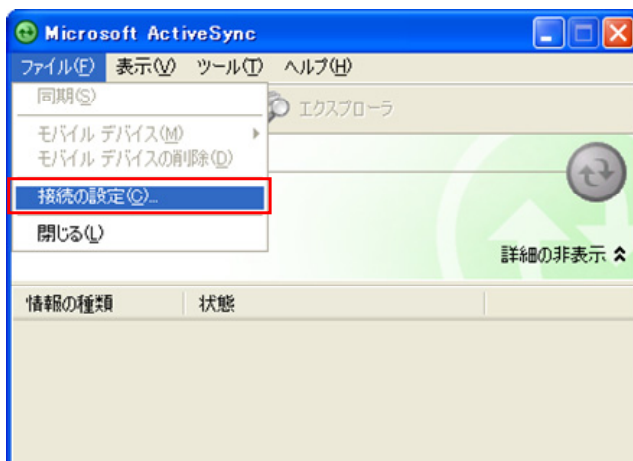 Microsoft ActiveSync
ファイル(F) 表示(V) ツール(T) ヘルプ(H)
同期(S)
エクスプローラ
モバイル デバイス(M)
モバイル デバイスの削除(D)
接続の設定(C)...
閉じる(L)
詳細の非表示
情報の種類 状態